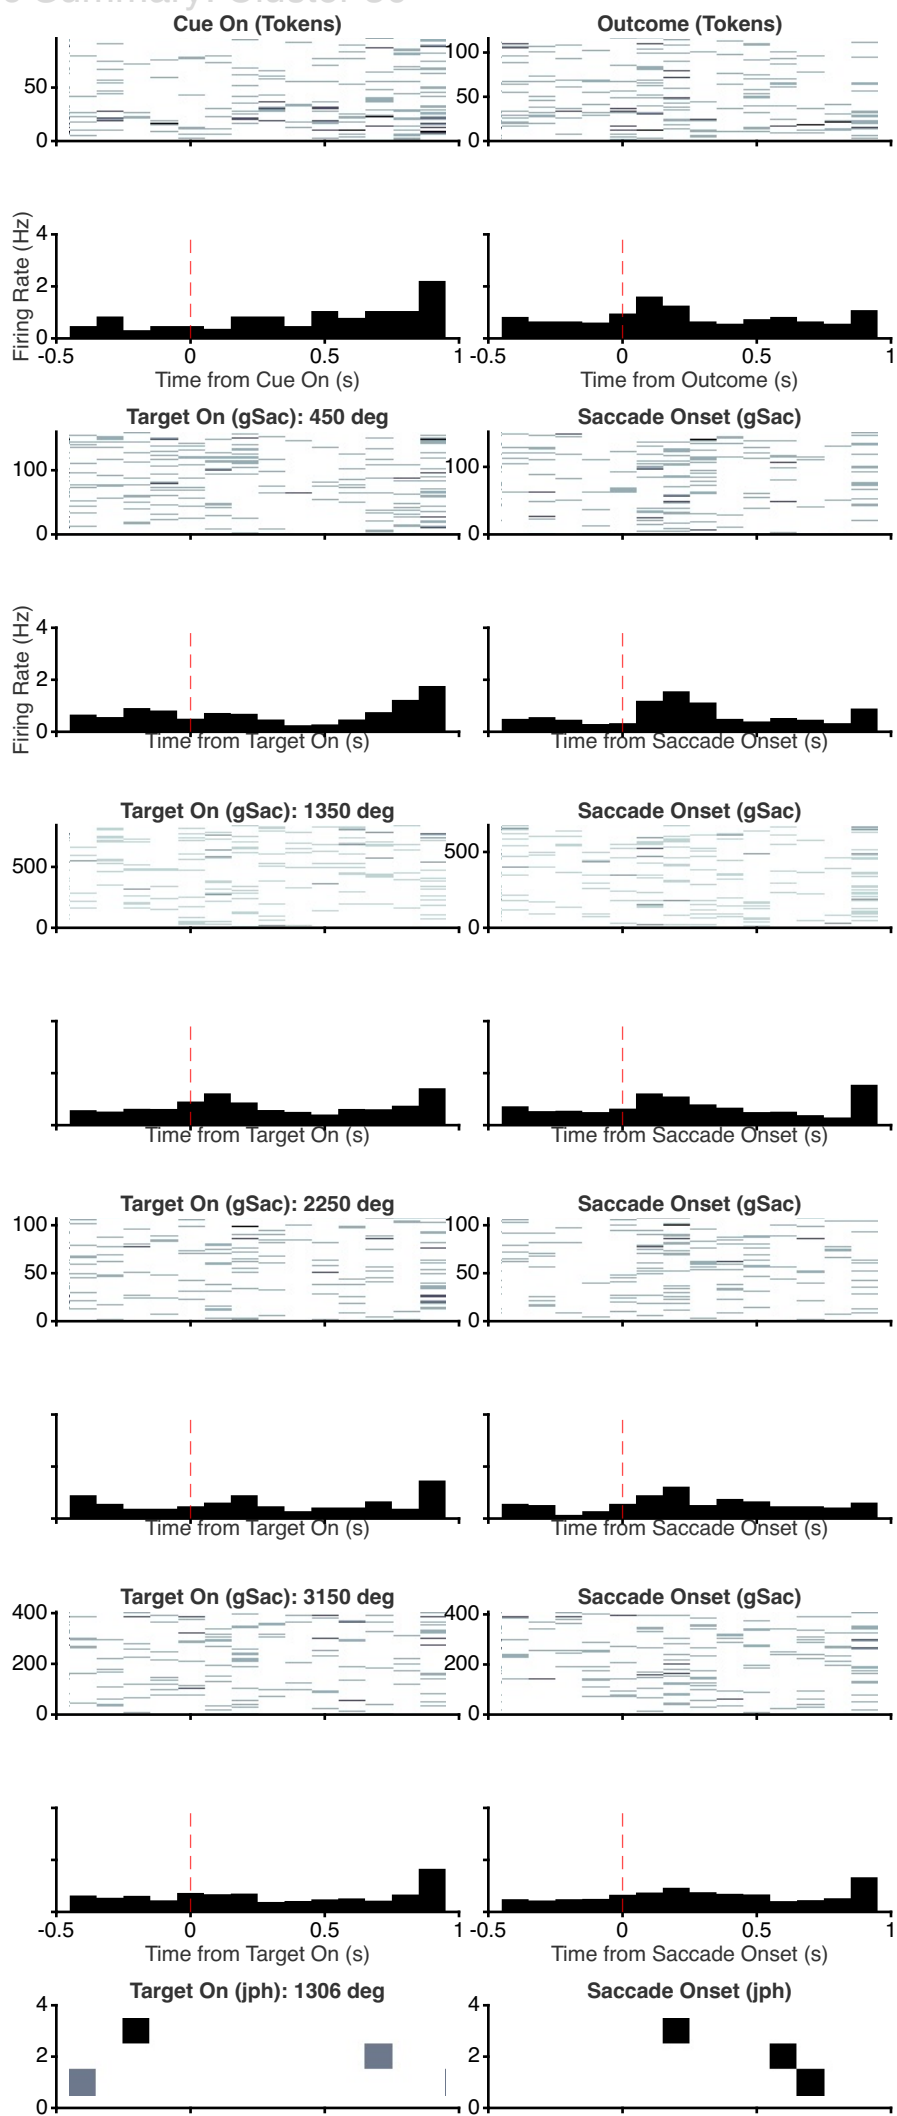 Summary: Cluster
Cue On (Tokens) Outcome (Tokens)
50 100
0 50
0
Firing Rate (Hz)
4
2
0
-0.5 0 0.5 1 -0.5 0 0.5 1
Time from Cue On (s) Time from Outcome (s)
Target On (gSac): 450 deg Saccade Onset (gSac)
100 100
0 0
Firing Rate (Hz)
4
2
0
Time from Target On (s) Time from Saccade Onset (s)
Target On (gSac): 1350 deg Saccade Onset (gSac)
500 500
0 0
Time from Target On (s) Time from Saccade Onset (s)
Target On (gSac): 2250 deg Saccade Onset (gSac)
100 100
50 50
0 0
Time from Target On (s) Time from Saccade Onset (s)
Target On (gSac): 3150 deg Saccade Onset (gSac)
400 400
200 200
0 0
-0.5 0 0.5 1 -0.5 0 0.5 1
Time from Target On (s) Time from Saccade Onset (s)
Target On (jph): 1306 deg Saccade Onset (jph)
4 4
2 2
0 0